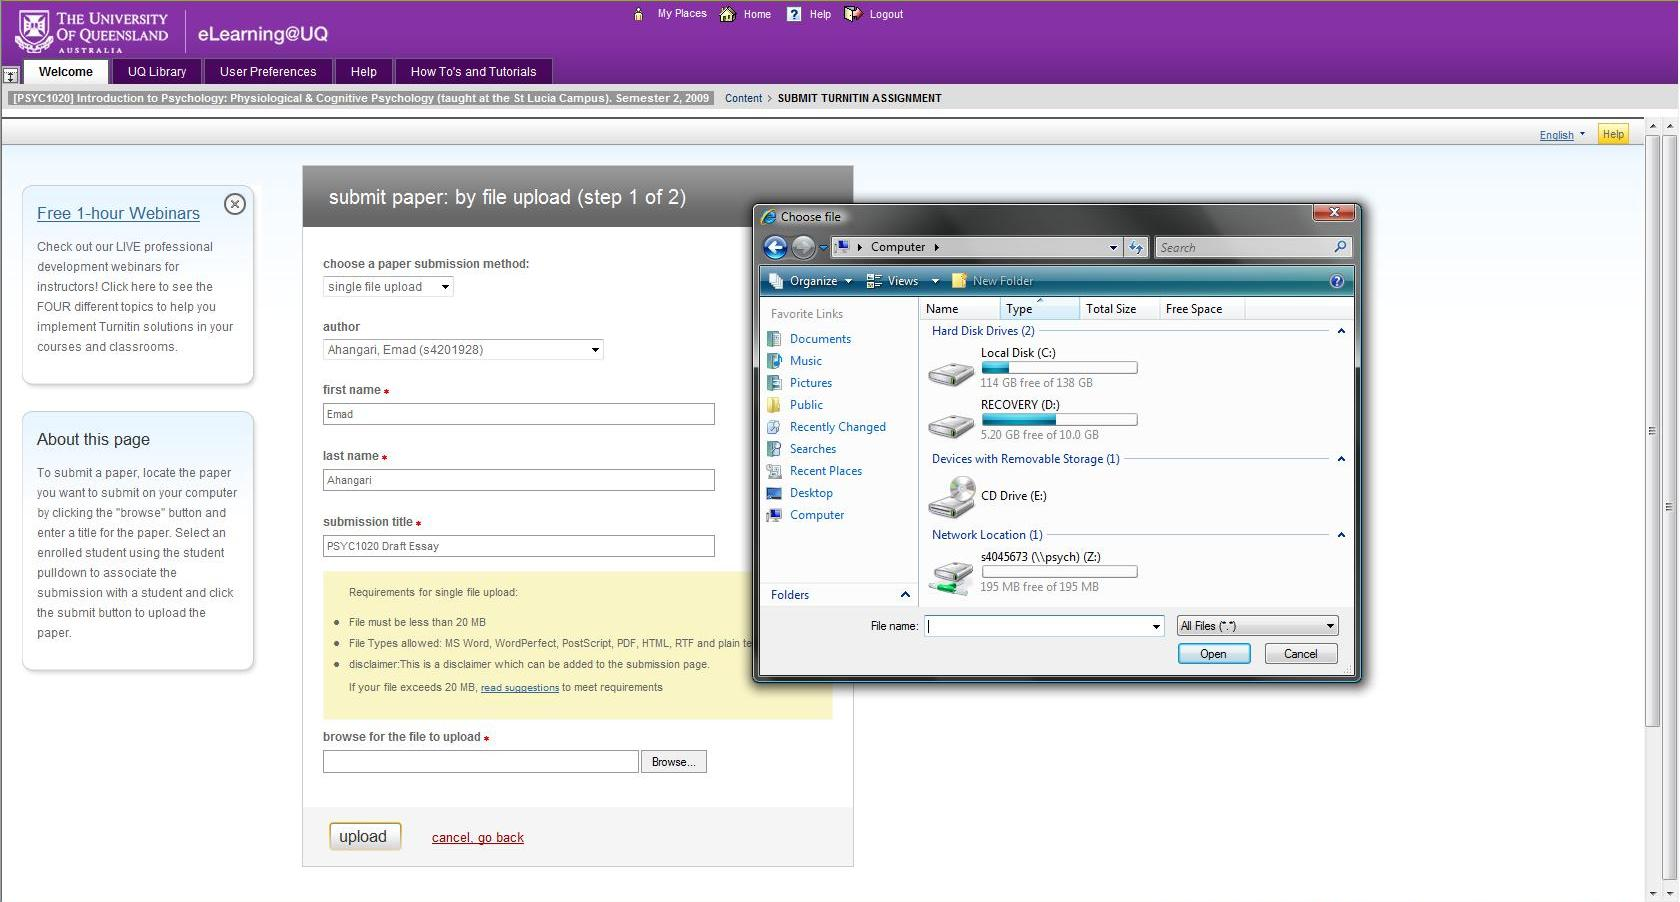 THE UNIVERSITY
OF QUEENSLAND
AUSTRALIA
eLearning@UQ
My Places Home ? Help Logout
Welcome UQ Library User Preferences Help How To's and Tutorials
[PSYC1020] Introduction to Psychology: Physiological & Cognitive Psychology (taught at the St Lucia Campus). Semester 2, 2009 Content > SUBMIT TURNITIN ASSIGNMENT
English Help
Free 1-hour Webinars
Check out our LIVE professional
development webinars for
instructors! Click here to see the
FOUR different topics to help you
implement Turnitin solutions in your
courses and classrooms.
About this page
To submit a paper, locate the paper
you want to submit on your computer
by clicking the "browse" button and
enter a title for the paper. Select an
enrolled student using the student
pulldown to associate the
submission with a student and click
the submit button to upload the
paper.
submit paper: by file upload (step 1 of 2)
choose a paper submission method:
single file upload
author
Ahangari, Emad (s4201928)
first name *
Emad
last name *
Ahangari
submission title *
PSYC1020 Draft Essay
Requirements for single file upload:
• File must be less than 20 MB
• File Types allowed: MS Word, WordPerfect, PostScript, PDF, HTML, RTF and plain te
• disclaimer:This is a disclaimer which can be added to the submission page.
If your file exceeds 20 MB, read suggestions to meet requirements
browse for the file to upload *
Browse...
upload cancel, go back
Choose file
Computer Search
Organize Views New Folder ?
Favorite Links
Documents
Music
Pictures
Public
Recently Changed
Searches
Recent Places
Desktop
Computer
Folders
Name Type Total Size Free Space
Hard Disk Drives (2)
Local Disk (C:)
114 GB free of 138 GB
RECOVERY (D:)
5.20 GB free of 10.0 GB
Devices with Removable Storage (1)
CD Drive (E:)
Network Location (1)
s4045673 (\\psych) (Z:)
195 MB free of 195 MB
File name: All Files (*.*)
Open Cancel